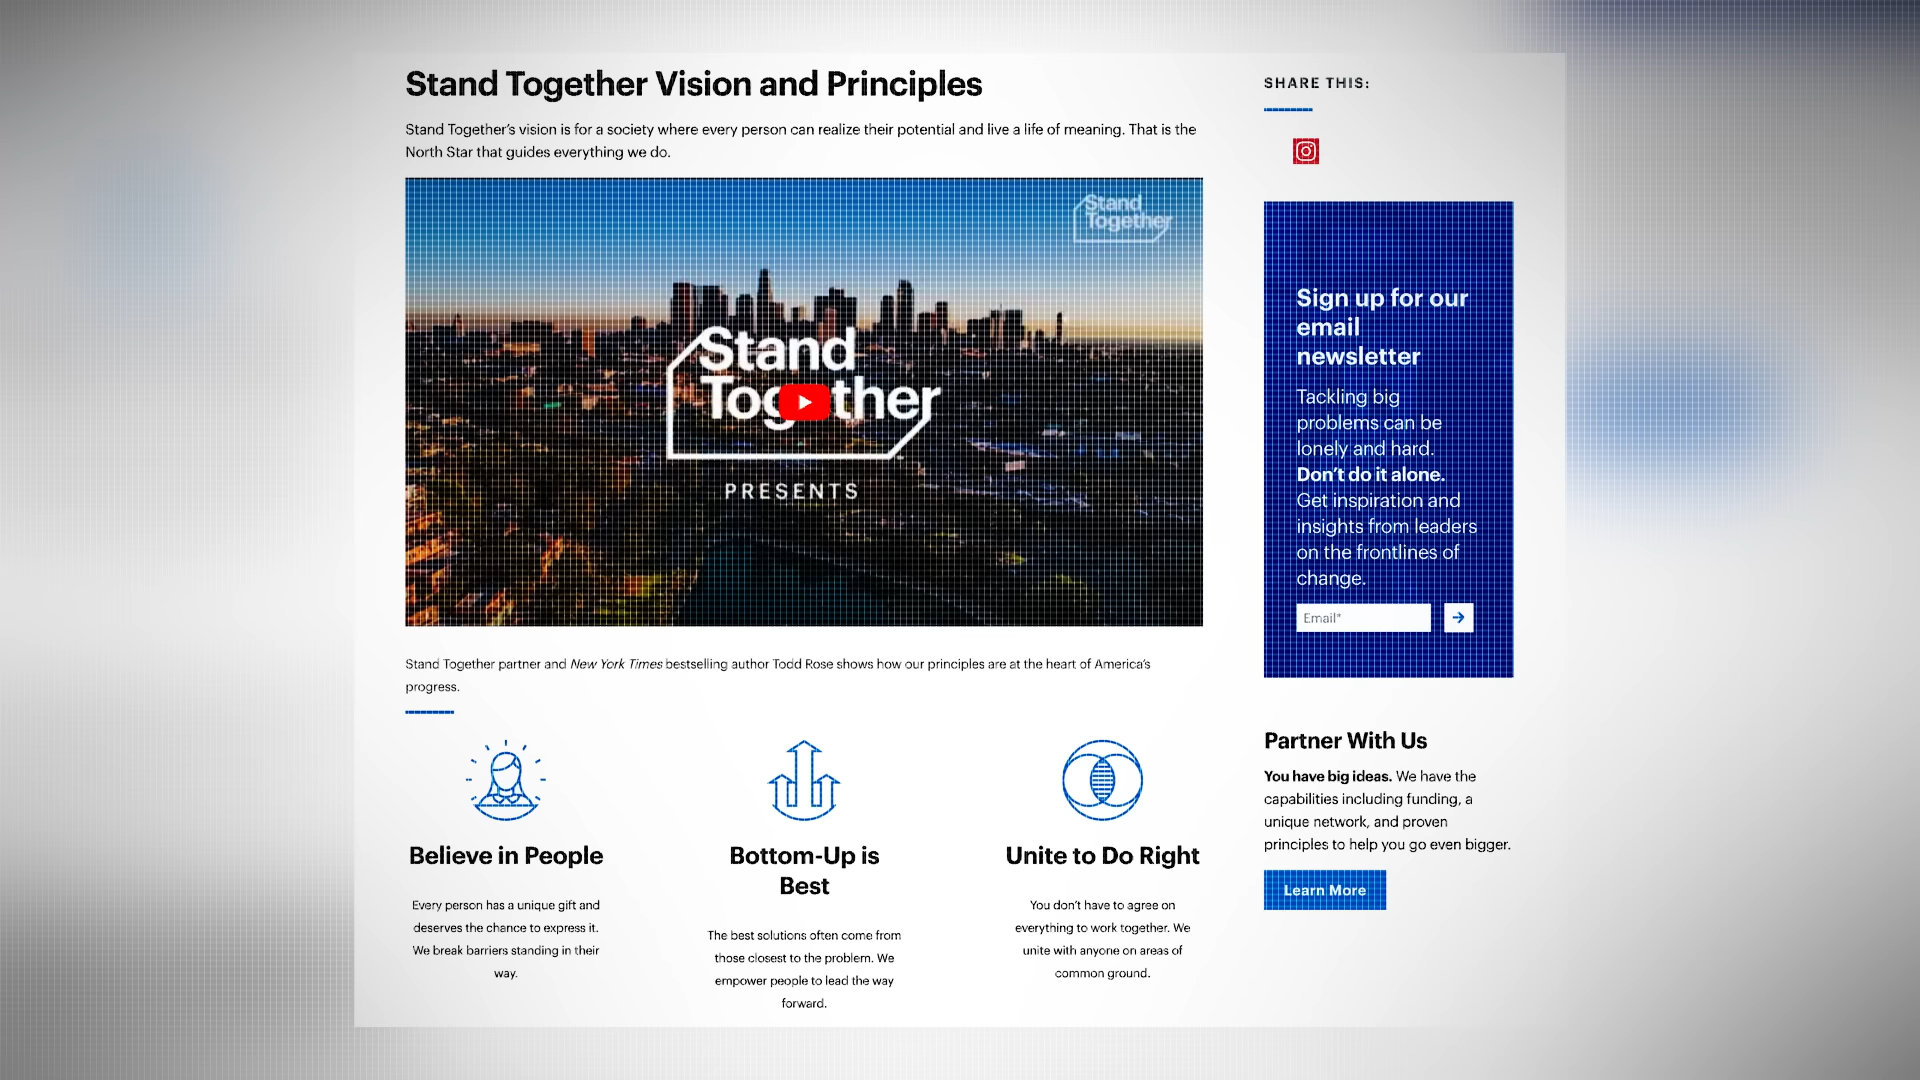 Stand Together Vision and Principles
Stand Together’s vision is for a society where every person can realize their potential and live a life of meaning. That is the
North Star that guides everything we do.
Stand
Together
Stand
Together
PRESENTS
Stand Together partner and New York Times bestselling author Todd Rose shows how our principles are at the heart of America’s
progress.
Believe in People
Every person has a unique gift and
deserves the chance to express it.
We break barriers standing in their
way.
Bottom-Up is
Best
The best solutions often come from
those closest to the problem. We
empower people to lead the way
forward.
Unite to Do Right
You don’t have to agree on
everything to work together. We
unite with anyone on areas of
common ground.
SHARE THIS:
Sign up for our
email
newsletter
Tackling big
problems can be
lonely and hard.
Don’t do it alone.
Get inspiration and
insights from leaders
on the frontlines of
change.
Email*
Partner With Us
You have big ideas. We have the
capabilities including funding, a
unique network, and proven
principles to help you go even bigger.
Learn More